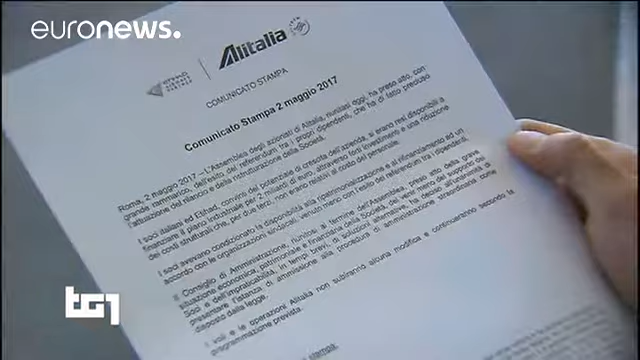 euronews.
ETIHAD
AIRWAYS
PARTNER
Alitalia
COMUNICATO STAMPA
Comunicato Stampa 2 maggio 2017
Roma, 2 maggio 2017 – L'Assemblea degli azionisti di Alitalia, riunitasi oggi, ha preso atto, con
grande rammarico, dell'esito del referendum tra i propri dipendenti, che ha di fatto precluso
l'attuazione del rilancio e della ristrutturazione della Società.
I soci italiani ed Etihad, convinti del potenziale di crescita dell'azienda, si erano resi disponibili a
finanziare il piano industriale per 2 miliardi di euro, attraverso forti investimenti e una riduzione
dei costi strutturali che, per due terzi, non erano relativi al costo del personale.
I soci avevano condizionato la disponibilità alla ripatrimonializzazione e al rifinanziamento ad un
accordo con le organizzazioni sindacali, venuto meno con l'esito del referendum tra i dipendenti.
Il Consiglio di Amministrazione, riunitosi al termine dell'Assemblea, preso atto della grave
situazione economica, patrimoniale e finanziaria della Società, del venir meno del supporto dei
Soci e dell'impraticabilità, in tempi brevi, di soluzioni alternative, ha deciso all'unanimità di
presentare l'istanza di ammissione alla procedura di amministrazione straordinaria come
disposto dalla legge.
I voli e le operazioni Alitalia non subiranno alcuna modifica e continueranno secondo la
programmazione prevista.
stampa:
tg1